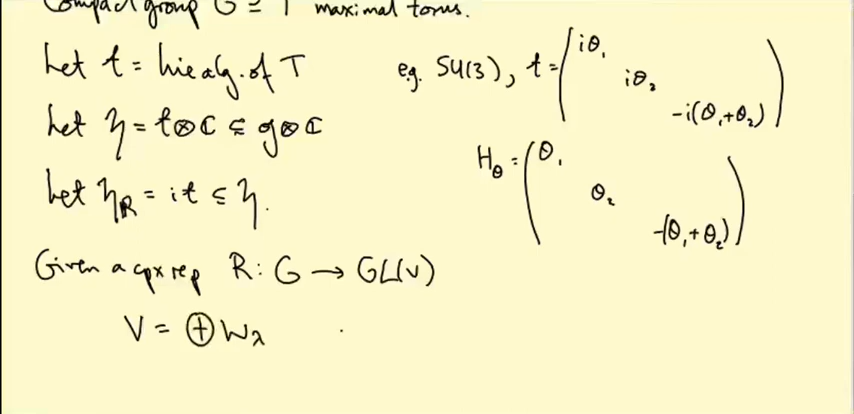 Compact group G ⊇ T maximal torus.
Let t = Lie alg. of T
e.g. SU(3), t = ( iθ₁ iθ₂ -i(θ₁+θ₂) )
Let η = t⊗C ⊆ g⊗C
H_θ = ( θ₁ θ₂ -(θ₁+θ₂) )
Let η_R = it ⊆ η.
Given a cpx rep R: G → GL(V)
V = ⊕ W_λ